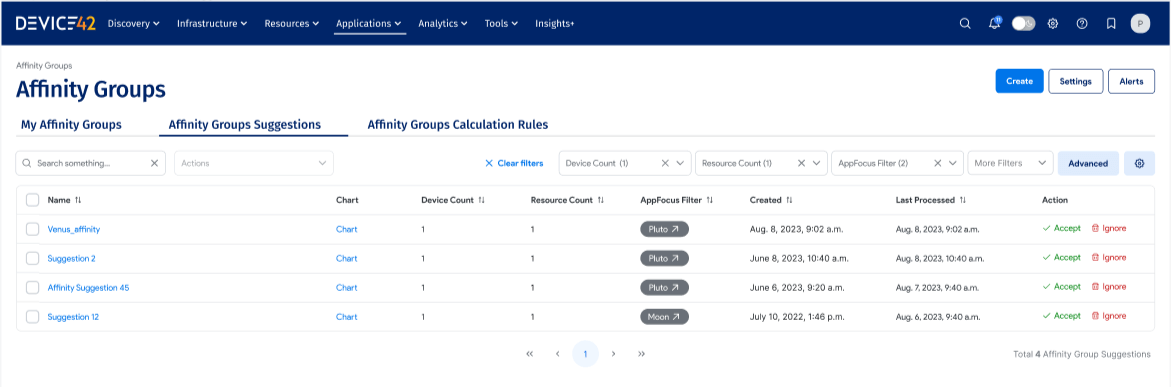 DEVICE42 Discovery Infrastructure Resources Applications Analytics Tools Insights+ 11 P
Affinity Groups
Affinity Groups Create Settings Alerts
My Affinity Groups Affinity Groups Suggestions Affinity Groups Calculation Rules
Search something... Actions Clear filters Device Count (1) Resource Count (1) AppFocus Filter (2) More Filters Advanced
Name Chart Device Count Resource Count AppFocus Filter Created Last Processed Action
Venus_affinity Chart 1 1 Pluto Aug. 8, 2023, 9:02 a.m. Aug. 8, 2023, 9:02 a.m. Accept Ignore
Suggestion 2 Chart 1 1 Pluto June 8, 2023, 10:40 a.m. Aug. 8, 2023, 10:40 a.m. Accept Ignore
Affinity Suggestion 45 Chart 1 1 Pluto June 6, 2023, 9:20 a.m. Aug. 7, 2023, 9:40 a.m. Accept Ignore
Suggestion 12 Chart 1 1 Moon July 10, 2022, 1:46 p.m. Aug. 6, 2023, 9:40 a.m. Accept Ignore
1 Total 4 Affinity Group Suggestions